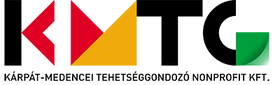 KMTG
KÁRPÁT-MEDENCEI TEHETSÉGGONDOZÓ NONPROFIT KFT.